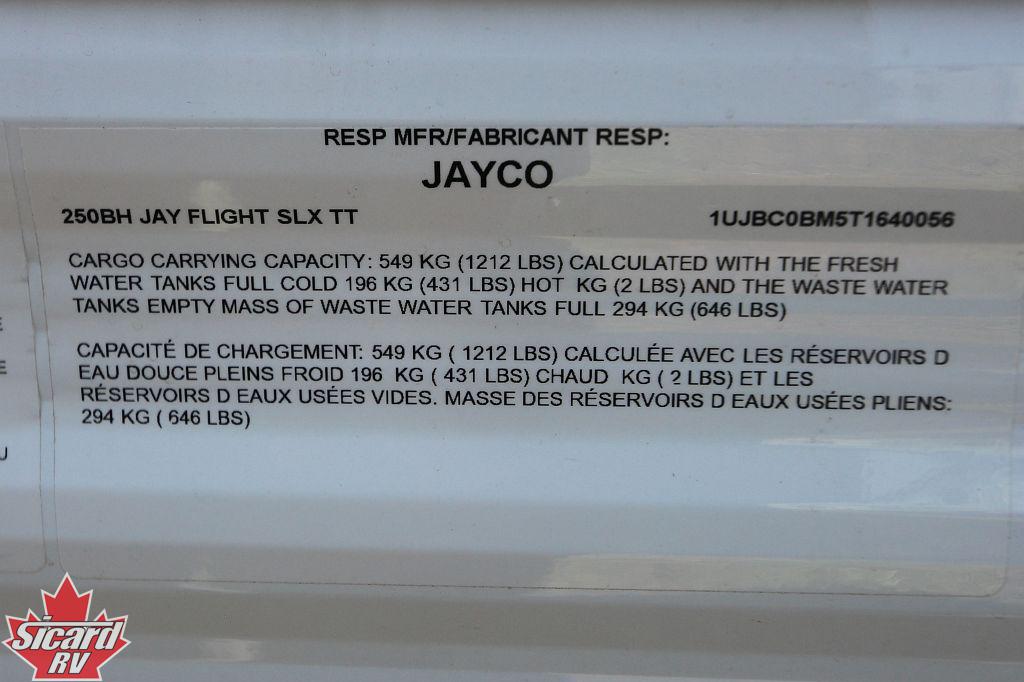 RESP MFR/FABRICANT RESP:
JAYCO
250BH JAY FLIGHT SLX TT 1UJBC0BM5T1640056
CARGO CARRYING CAPACITY: 549 KG (1212 LBS) CALCULATED WITH THE FRESH
WATER TANKS FULL COLD 196 KG (431 LBS) HOT  KG (2 LBS) AND THE WASTE WATER
TANKS EMPTY MASS OF WASTE WATER TANKS FULL 294 KG (646 LBS)
CAPACITÉ DE CHARGEMENT: 549 KG ( 1212 LBS) CALCULÉE AVEC LES RÉSERVOIRS D
EAU DOUCE PLEINS FROID 196  KG ( 431 LBS) CHAUD  KG ( 2 LBS) ET LES
RÉSERVOIRS D EAUX USÉES VIDES. MASSE DES RÉSERVOIRS D EAUX USÉES PLIENS:
294 KG ( 646 LBS)
E
E
U
Sicard
RV